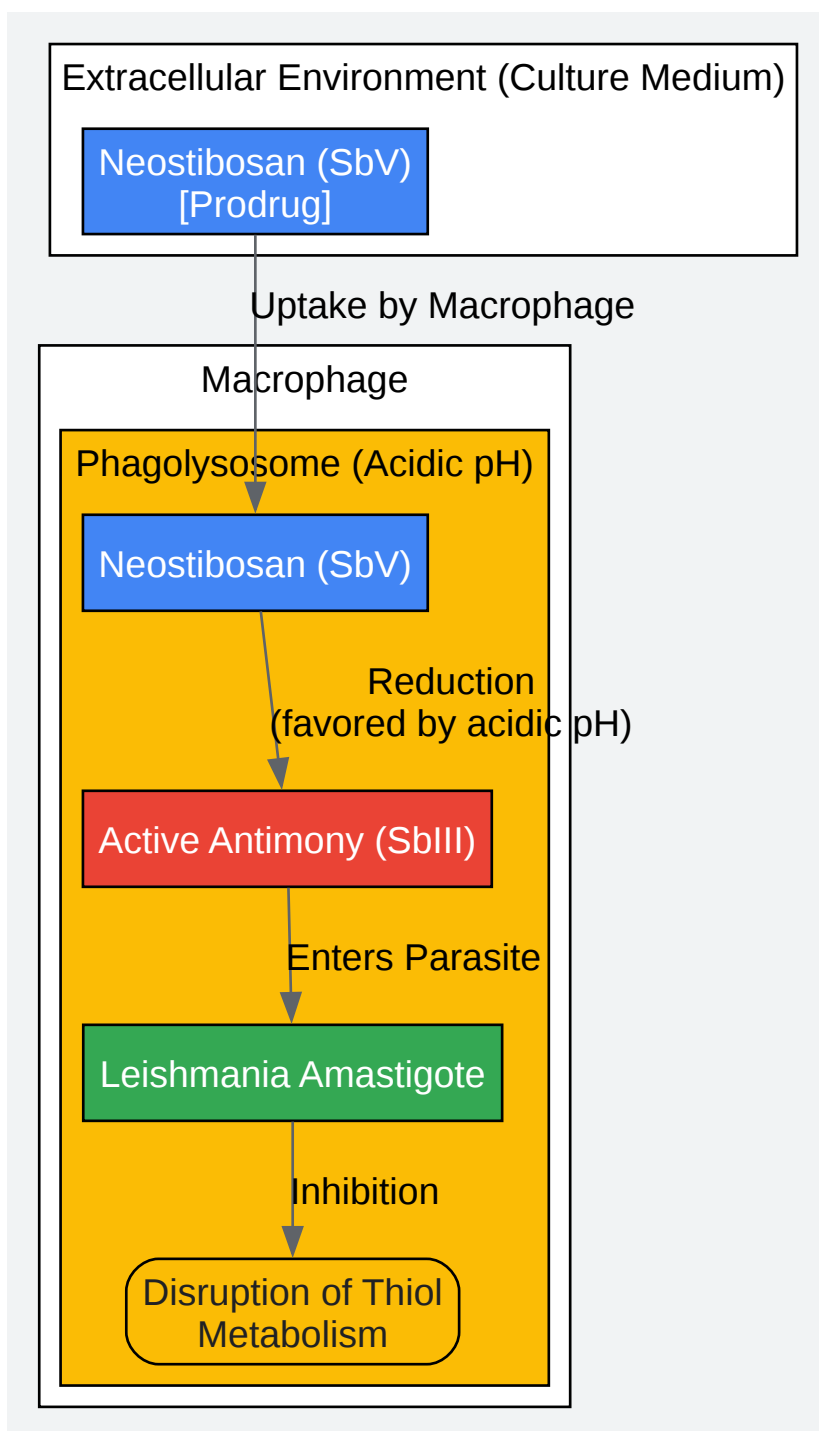 Extracellular Environment (Culture Medium)
Neostibosan (SbV)
[Prodrug]
Uptake by Macrophage
Macrophage
Phagolysosome (Acidic pH)
Neostibosan (SbV)
Reduction
(favored by acidic pH)
Active Antimony (SbIII)
Enters Parasite
Leishmania Amastigote
Inhibition
Disruption of Thiol
Metabolism